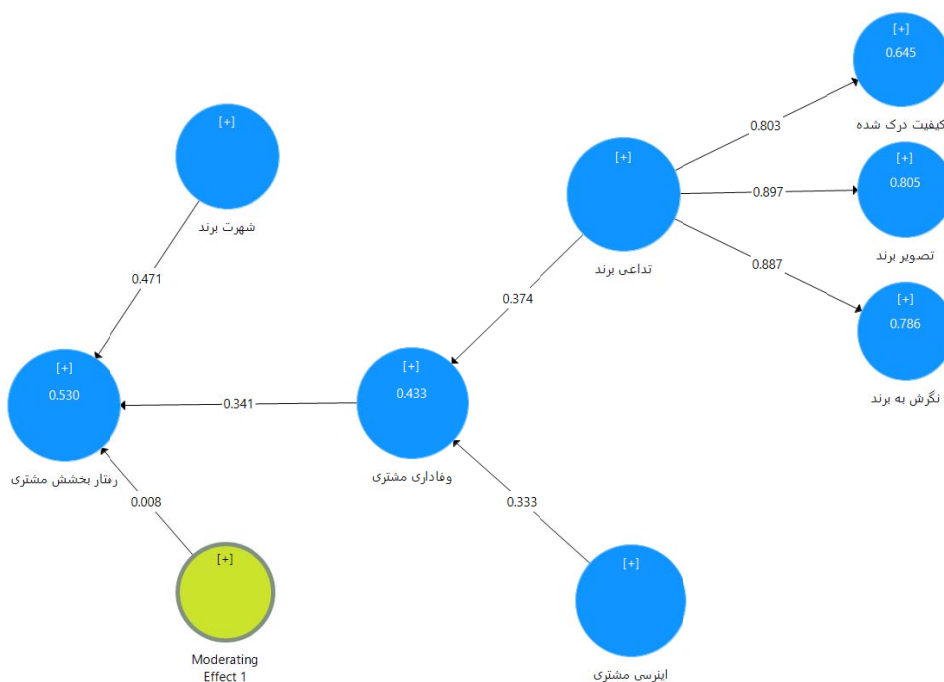 [+]
0.645
کیفیت درک شده
0.803
[+]
[+]
[+]
0.805
0.897
تصویر برند
شهرت برند
تداعی برند
0.887
0.471
0.374
[+]
0.786
نگرش به برند
[+]
0.530
[+]
0.433
0.341
رفتار بخشش مشتری
وفاداری مشتری
0.008
0.333
[+]
[+]
Moderating
Effect 1
اینرسی مشتری